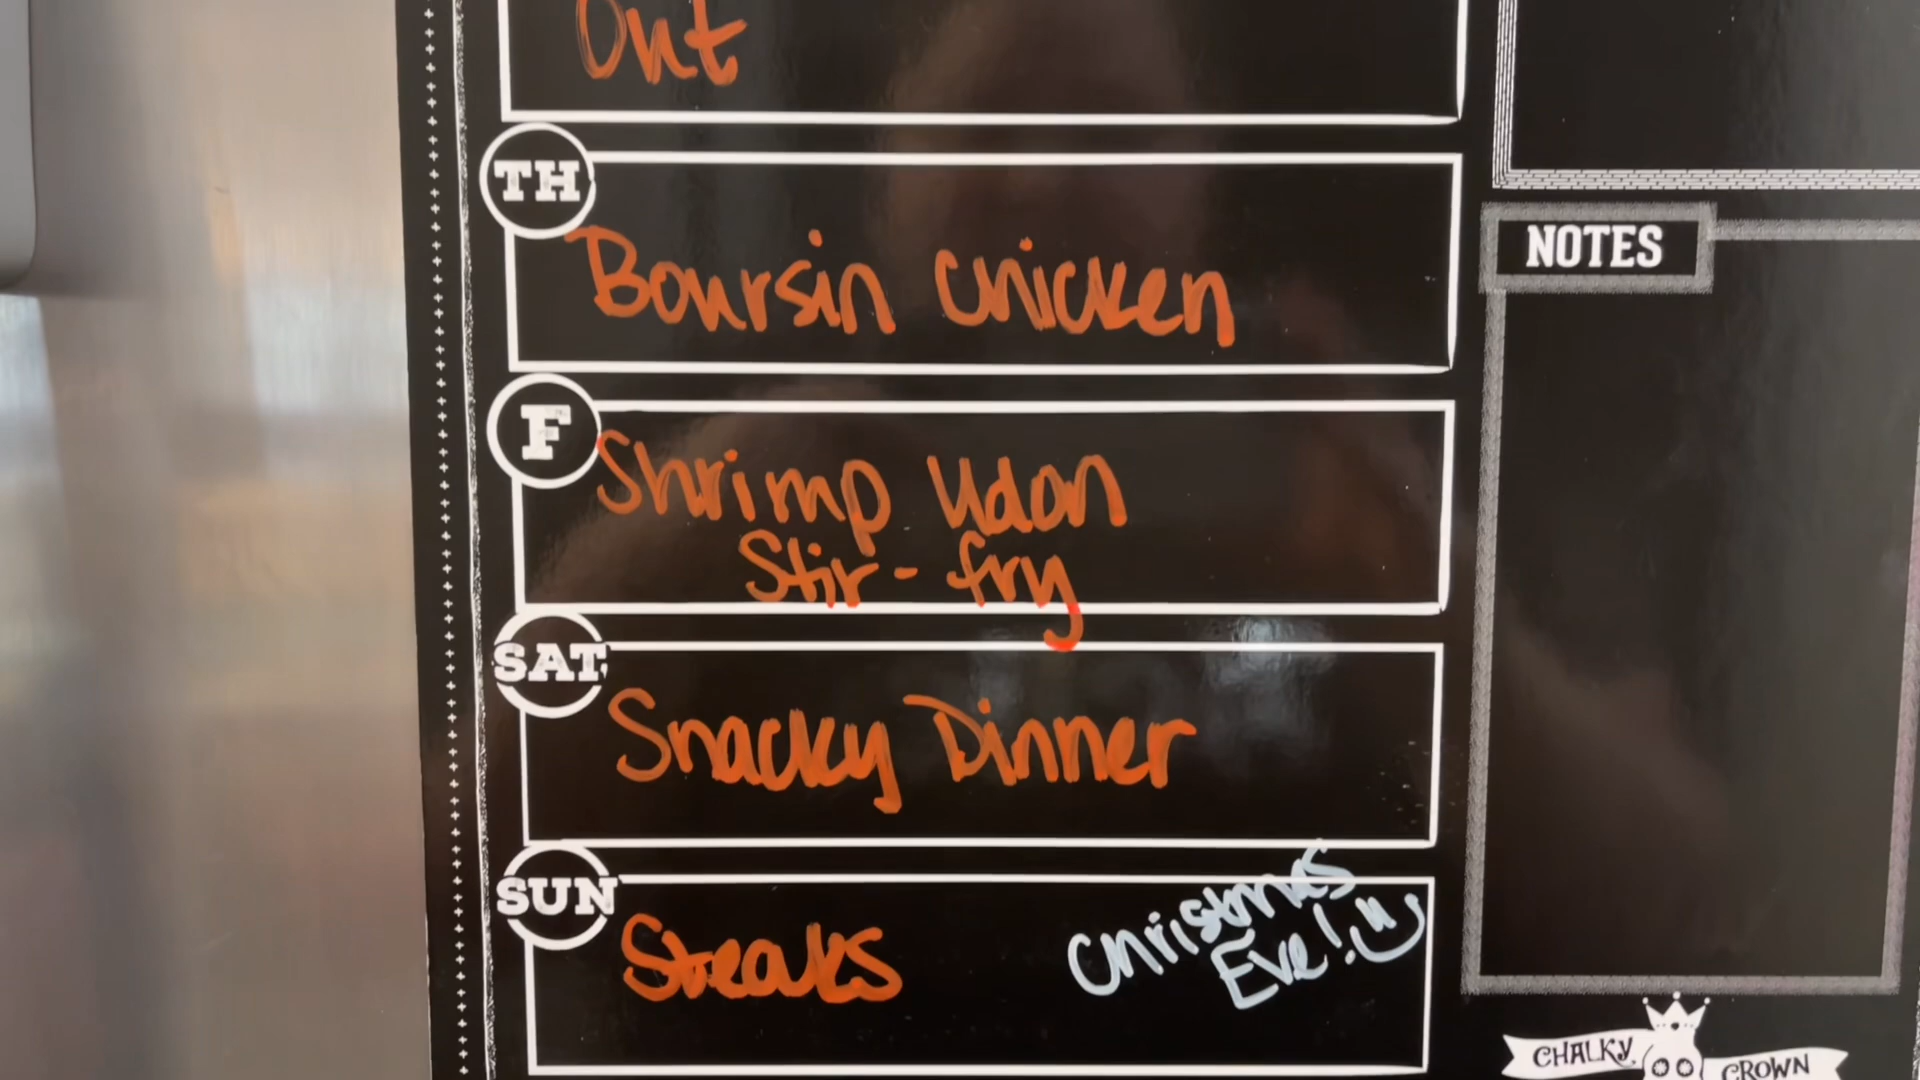 Out
TH
Boursin Chicken
F
Shrimp Udon
Stir-fry
SAT
Snacky Dinner
SUN
Steaks
Christmas
Eve!
NOTES
CHALKY CROWN